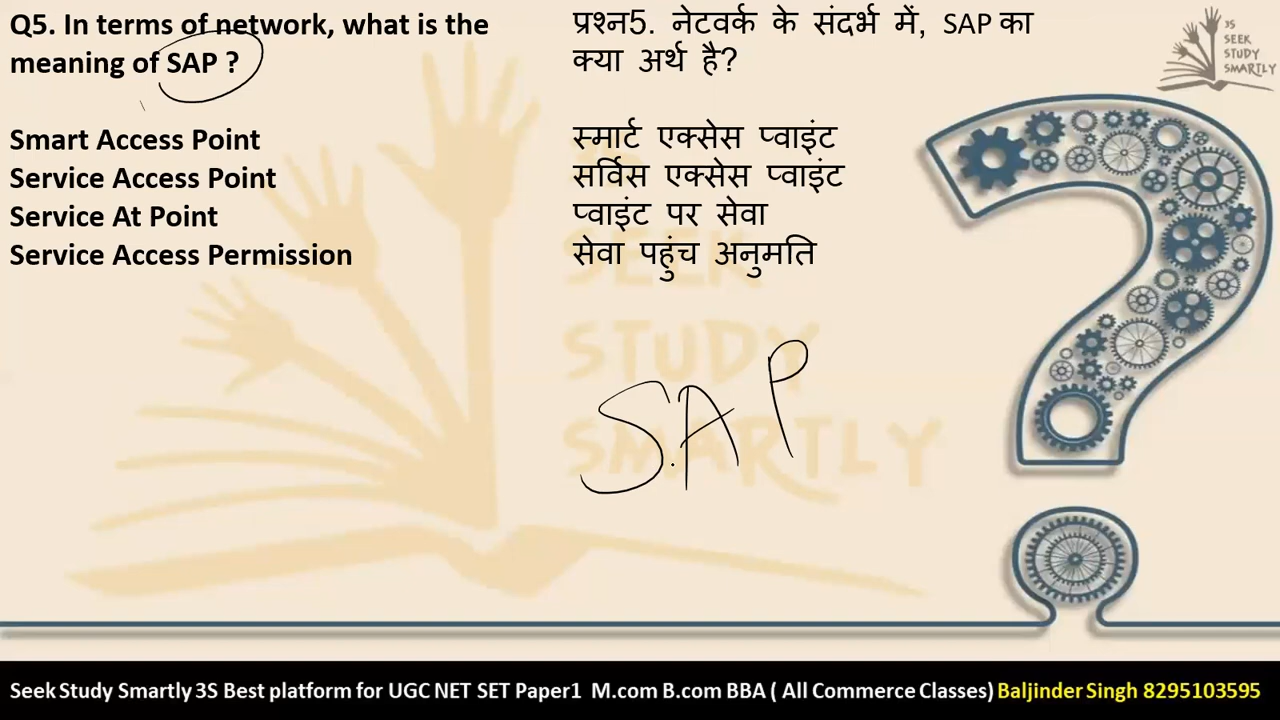 Q5. In terms of network, what is the
meaning of SAP ?
Smart Access Point
Service Access Point
Service At Point
Service Access Permission
प्रश्न5. नेटवर्क के संदर्भ में, SAP का
क्या अर्थ है?
स्मार्ट एक्सेस प्वाइंट
सर्विस एक्सेस प्वाइंट
प्वाइंट पर सेवा
सेवा पहुंच अनुमति
3S
SEEK
STUDY
SMARTLY
SEEK
STUDY
SMARTLY
SAP
Seek Study Smartly 3S Best platform for UGC NET SET Paper1 M.com B.com BBA ( All Commerce Classes) Baljinder Singh 8295103595